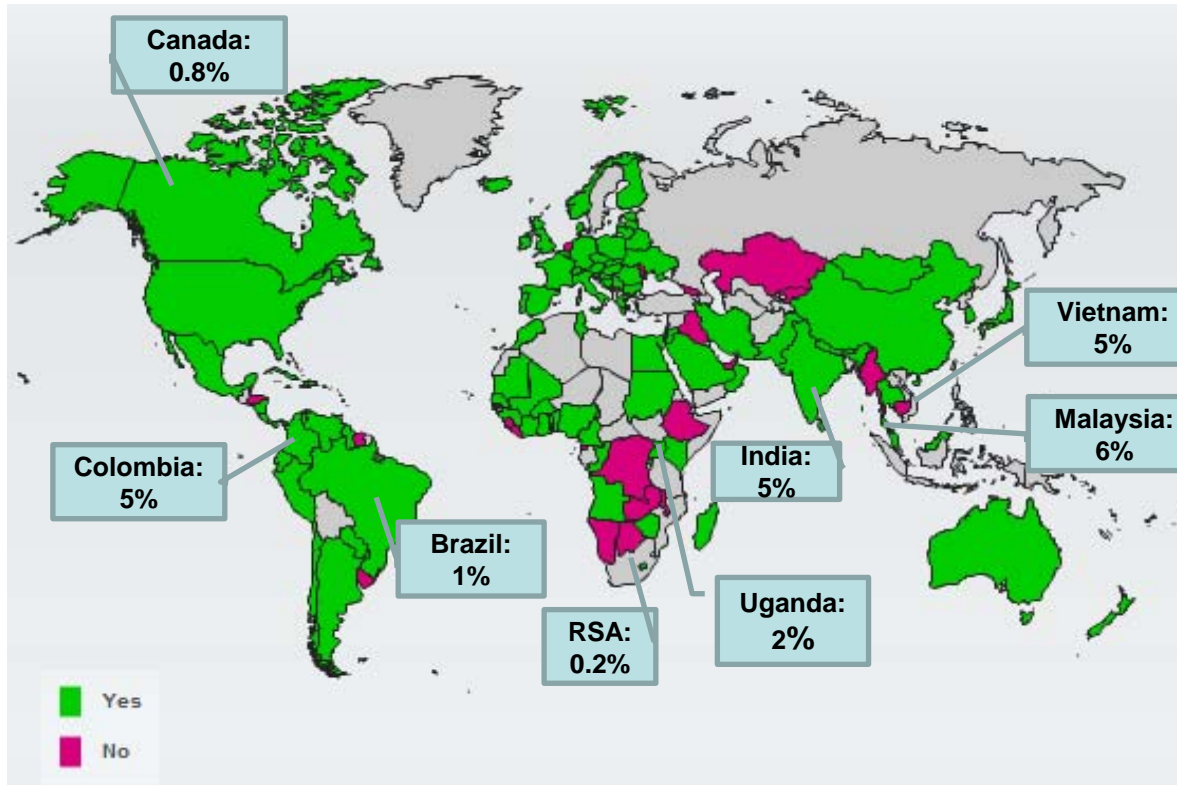 Canada:
0.8%
Vietnam:
5%
Malaysia:
6%
Colombia:
5%
India:
5%
Brazil:
1%
Uganda:
2%
RSA:
0.2%
Yes
No